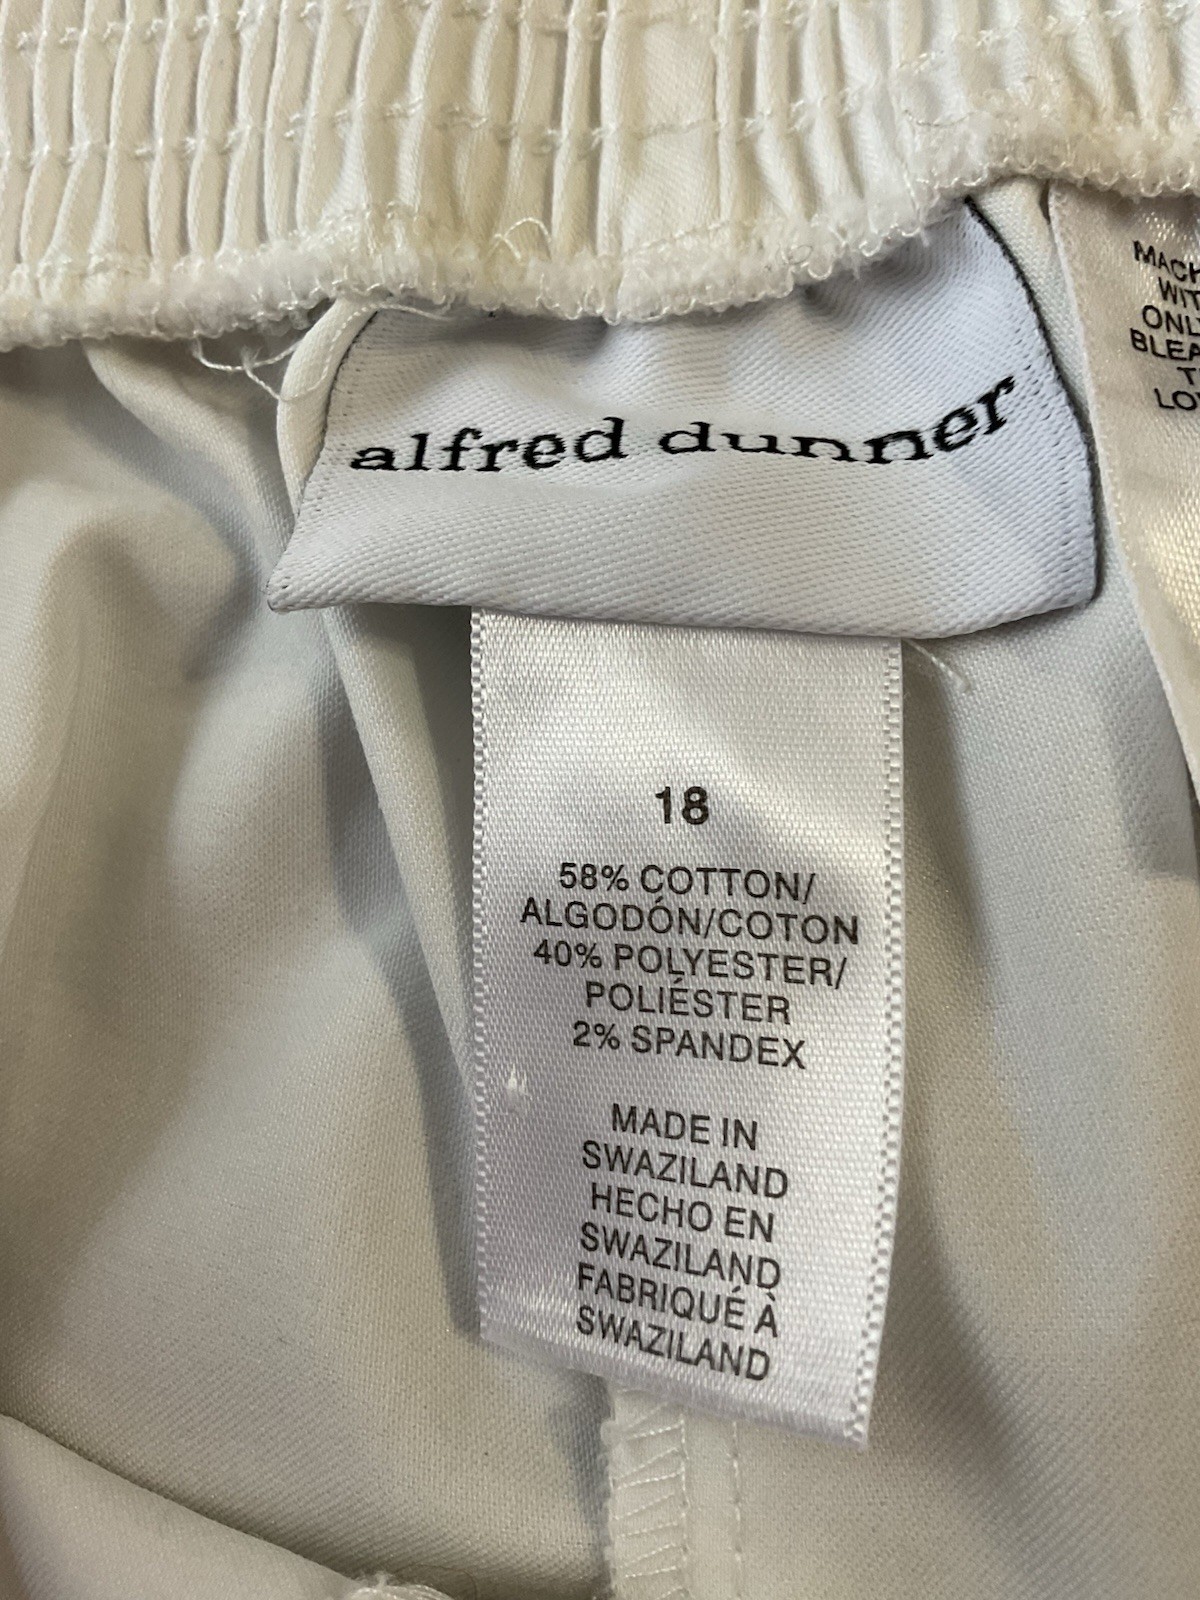 alfred dunner
18
58% COTTON/
ALGODÓN/COTON
40% POLYESTER/
POLIÉSTER
2% SPANDEX
MADE IN
SWAZILAND
HECHO EN
SWAZILAND
FABRIQUÉ À
SWAZILAND